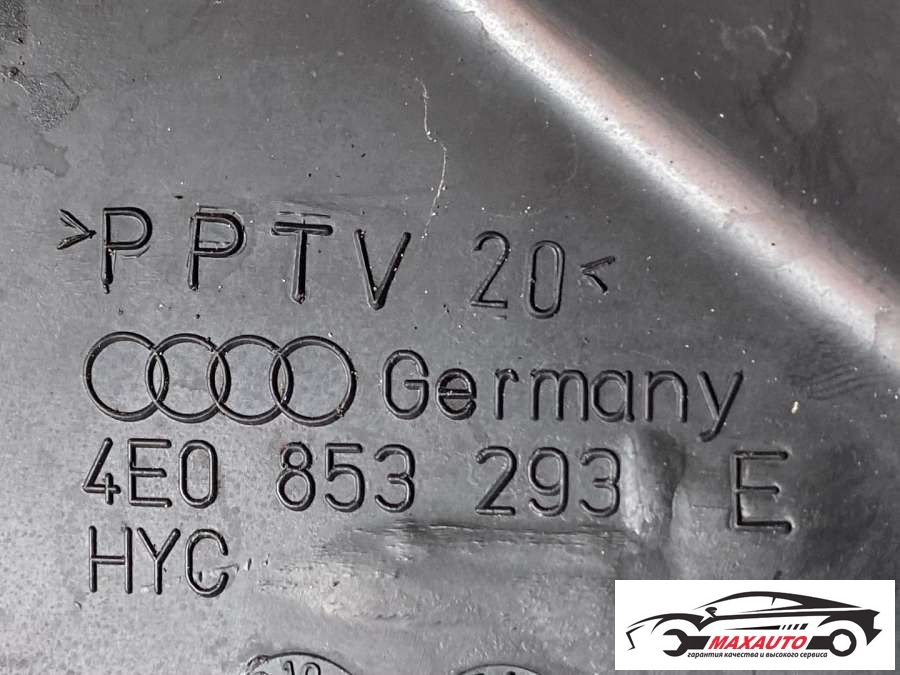 >PPTV 20<
Germany
4E0 853 293 E
HYC
MAXAUTO
гарантия качества и высокого сервиса